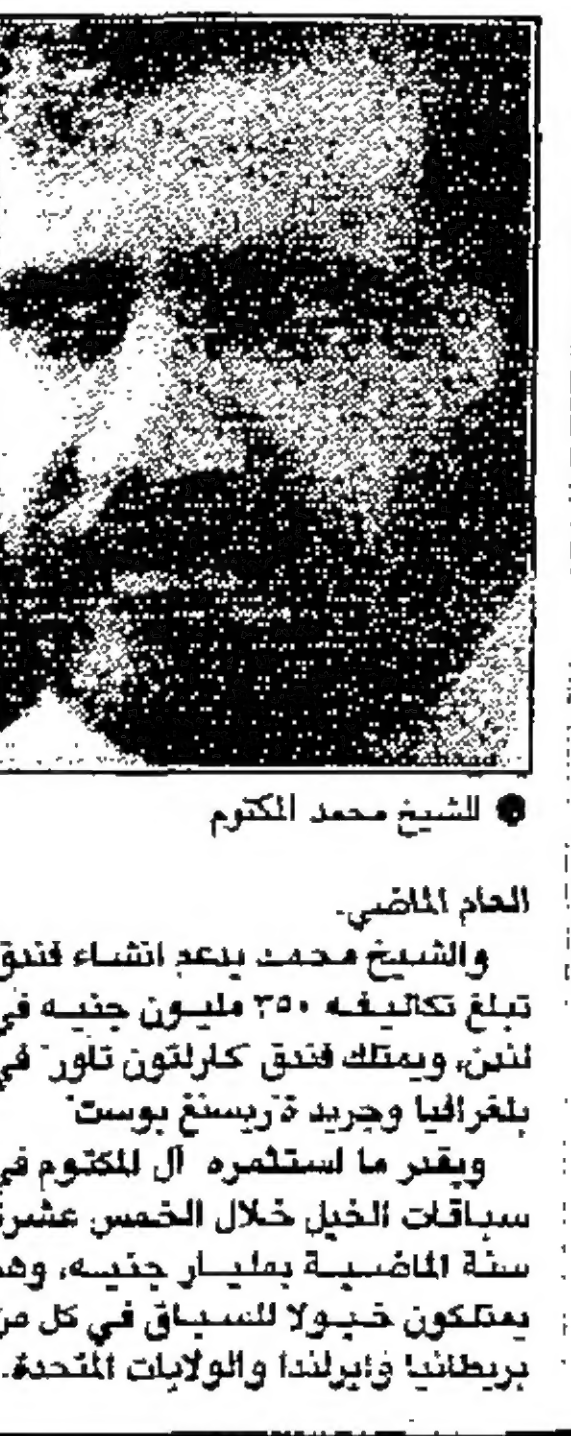 ● الشيخ محمد المكتوم
العام الماضي.
والشيخ محمد بنعد انشاء فندق
تبلغ تكاليفه ٣٥٠ مليون جنيه في
لندن، ويمتلك فندق "كارلتون تاور" في
بلغرافيا وجريدة "ريسنغ بوست"
ويقدر ما استثمره آل المكتوم في
سباقات الخيل خلال الخمس عشرة
سنة الماضية بمليار جنيه، وهم
يمتلكون خيولا للسباق في كل من
بريطانيا وايرلندا والولايات المتحدة.